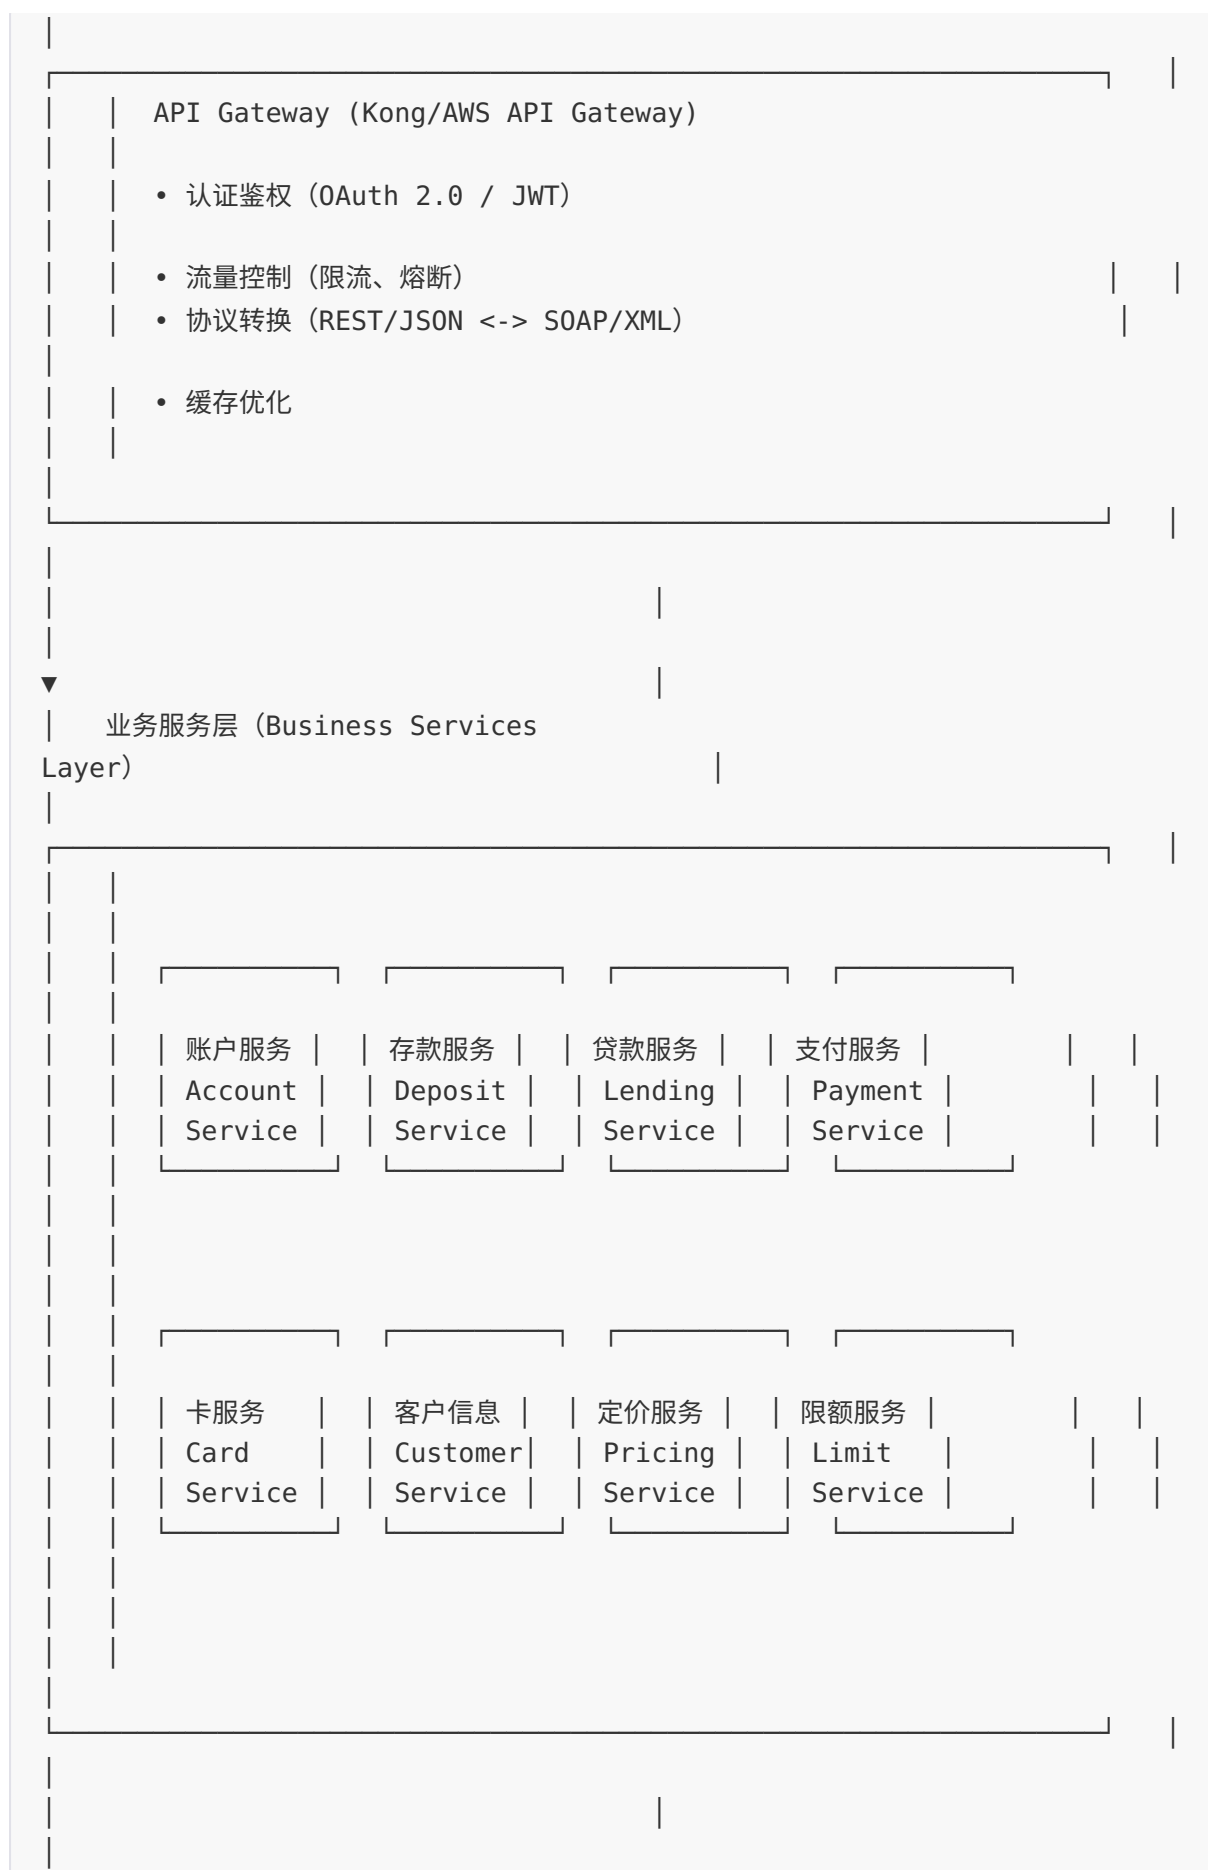 API Gateway (Kong/AWS API Gateway)
• 认证鉴权（OAuth 2.0 / JWT）
• 流量控制（限流、熔断）
• 协议转换（REST/JSON <-> SOAP/XML）
• 缓存优化
▼
业务服务层（Business Services
Layer）
账户服务 存款服务 贷款服务 支付服务
Account Deposit Lending Payment
Service Service Service Service
卡服务 客户信息 定价服务 限额服务
Card Customer Pricing Limit
Service Service Service Service